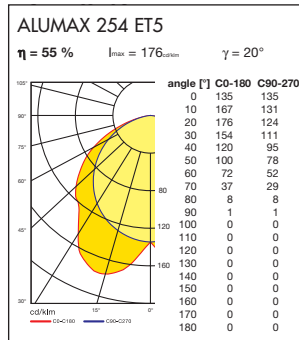 ALUMAX 254 ET5
η = 55 % Imax = 176cd/klm γ = 20°
angle [°] C0-180 C90-270
0 135 135
10 167 131
20 176 124
30 154 111
40 120 95
50 100 78
60 72 52
70 37 29
80 8 8
90 1 1
100 0 0
110 0 0
120 0 0
130 0 0
140 0 0
150 0 0
160 0 0
170 0 0
180 0 0
105°
90°
75°
60°
45°
30°
15°
0°
80
120
160
cd/klm
C0-C180 C90-C270